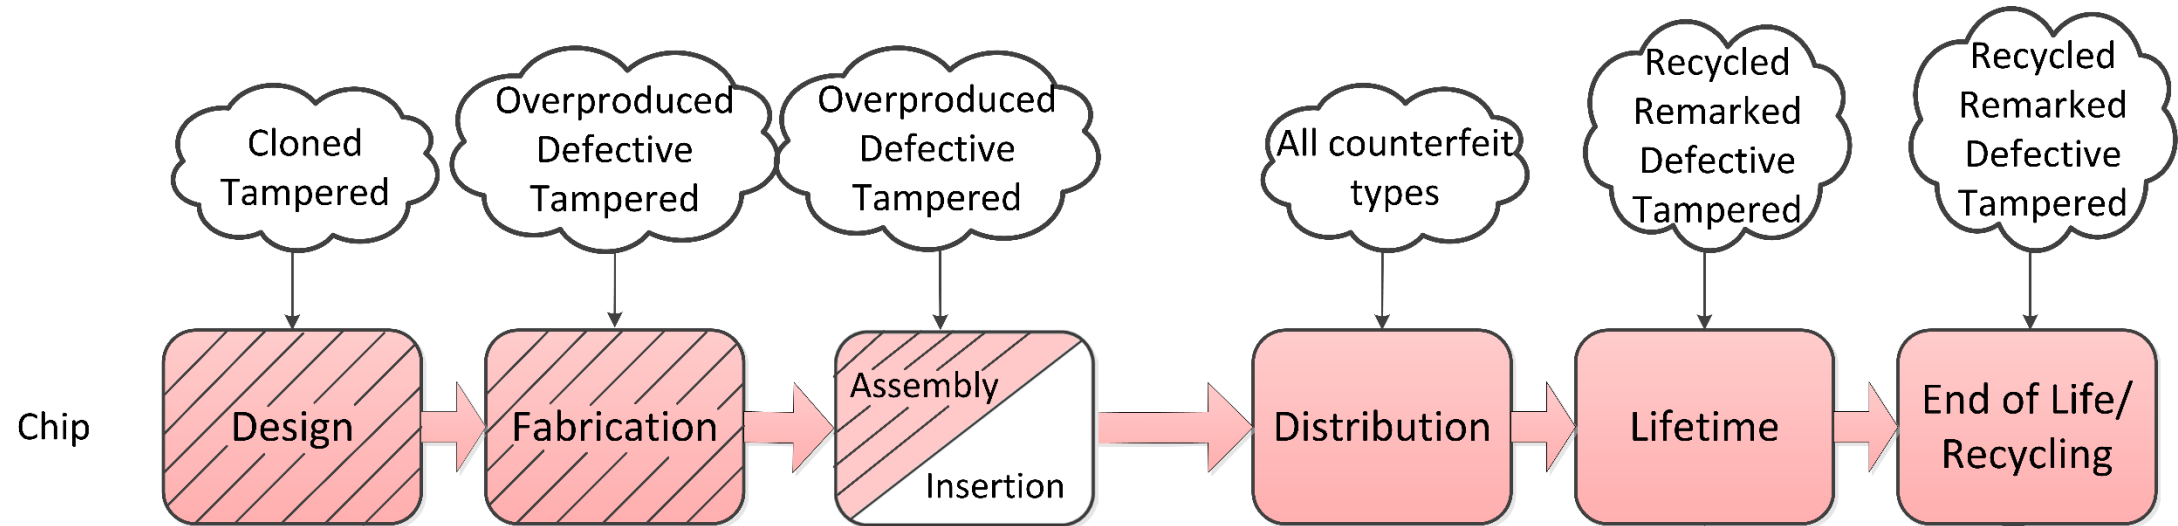 Cloned
Tampered
Overproduced
Defective
Tampered
Overproduced
Defective
Tampered
All counterfeit
types
Recycled
Remarked
Defective
Tampered
Recycled
Remarked
Defective
Tampered
Chip
Design
Fabrication
Assembly
Insertion
Distribution
Lifetime
End of Life/
Recycling